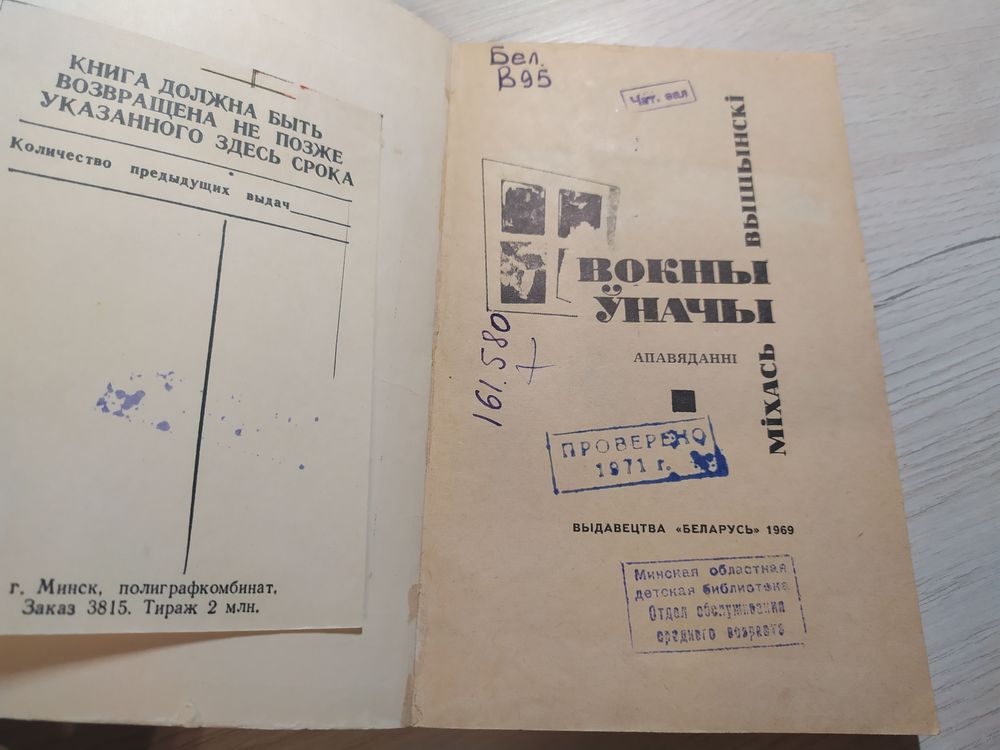 КНИГА ДОЛЖНА БЫТЬ
ВОЗВРАЩЕНА НЕ ПОЗЖЕ
УКАЗАННОГО ЗДЕСЬ СРОКА
Количество предыдущих выдач
г. Минск, полиграфкомбинат.
Заказ 3815. Тираж 2 млн.
Бел.
В95
Чит. зал
МІХАСЬ ВЫШЫНСКІ
ВОКНЫ
ЎНАЧЫ
АПАВЯДАННІ
161.580
7
ПРОВЕРЕНО
1971 г.
ВЫДАВЕЦТВА «БЕЛАРУСЬ» 1969
Минская областная
детская библиотека
Отдел обслуживания
среднего возраста